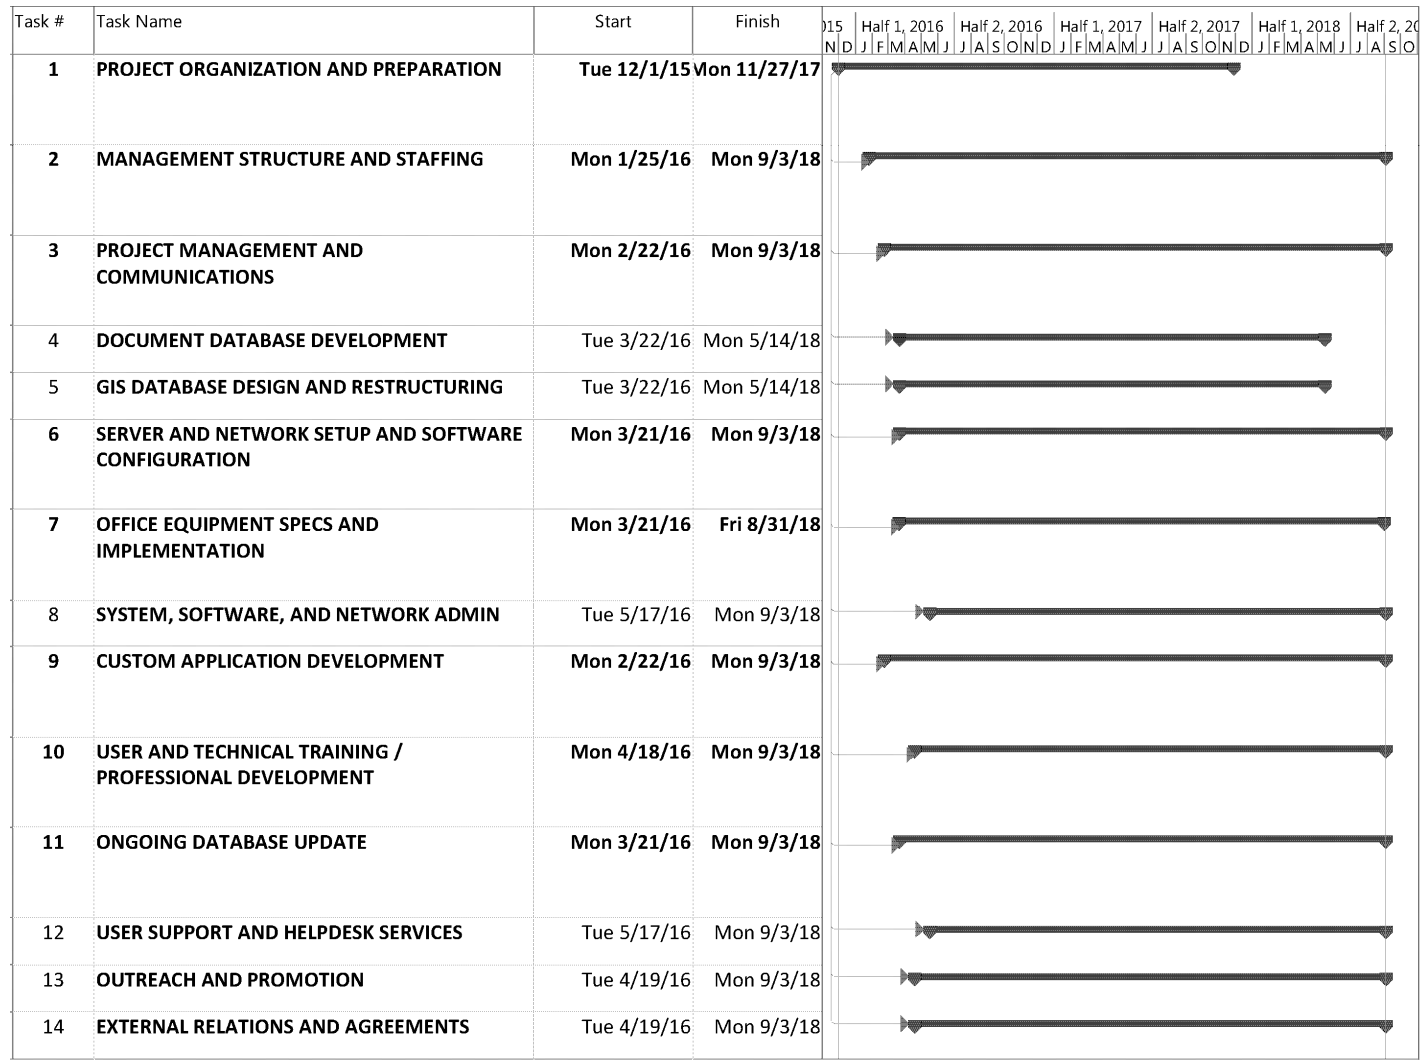 Task # Task Name Start Finish 015 Half 1, 2016 Half 2, 2016 Half 1, 2017 Half 2, 2017 Half 1, 2018 Half 2, 20
N D J F M A M J J A S O N D J F M A M J J A S O N D J F M A M J J A S O
1 PROJECT ORGANIZATION AND PREPARATION Tue 12/1/15 Mon 11/27/17
2 MANAGEMENT STRUCTURE AND STAFFING Mon 1/25/16 Mon 9/3/18
3 PROJECT MANAGEMENT AND Mon 2/22/16 Mon 9/3/18
COMMUNICATIONS
4 DOCUMENT DATABASE DEVELOPMENT Tue 3/22/16 Mon 5/14/18
5 GIS DATABASE DESIGN AND RESTRUCTURING Tue 3/22/16 Mon 5/14/18
6 SERVER AND NETWORK SETUP AND SOFTWARE Mon 3/21/16 Mon 9/3/18
CONFIGURATION
7 OFFICE EQUIPMENT SPECS AND Mon 3/21/16 Fri 8/31/18
IMPLEMENTATION
8 SYSTEM, SOFTWARE, AND NETWORK ADMIN Tue 5/17/16 Mon 9/3/18
9 CUSTOM APPLICATION DEVELOPMENT Mon 2/22/16 Mon 9/3/18
10 USER AND TECHNICAL TRAINING / Mon 4/18/16 Mon 9/3/18
PROFESSIONAL DEVELOPMENT
11 ONGOING DATABASE UPDATE Mon 3/21/16 Mon 9/3/18
12 USER SUPPORT AND HELPDESK SERVICES Tue 5/17/16 Mon 9/3/18
13 OUTREACH AND PROMOTION Tue 4/19/16 Mon 9/3/18
14 EXTERNAL RELATIONS AND AGREEMENTS Tue 4/19/16 Mon 9/3/18